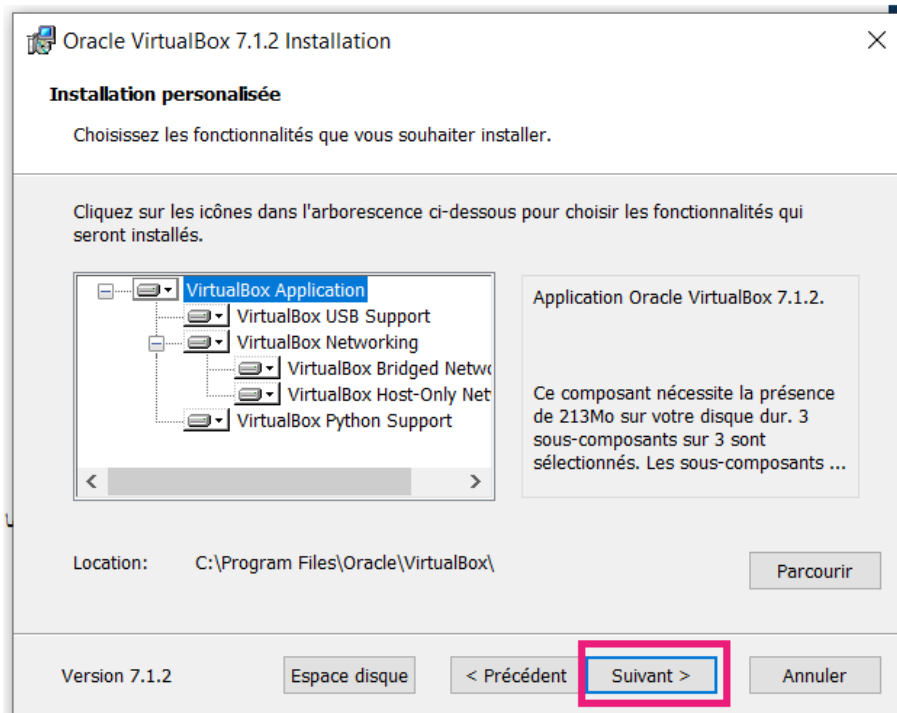 Oracle VirtualBox 7.1.2 Installation
Installation personalisée
Choisissez les fonctionnalités que vous souhaiter installer.
Cliquez sur les icônes dans l'arborescence ci-dessous pour choisir les fonctionnalités qui
seront installés.
VirtualBox Application
VirtualBox USB Support
VirtualBox Networking
VirtualBox Bridged Netwo
VirtualBox Host-Only Net
VirtualBox Python Support
Application Oracle VirtualBox 7.1.2.
Ce composant nécessite la présence
de 213Mo sur votre disque dur. 3
sous-composants sur 3 sont
sélectionnés. Les sous-composants ...
Location: C:\Program Files\Oracle\VirtualBox\
Parcourir
Version 7.1.2
Espace disque
< Précédent
Suivant >
Annuler